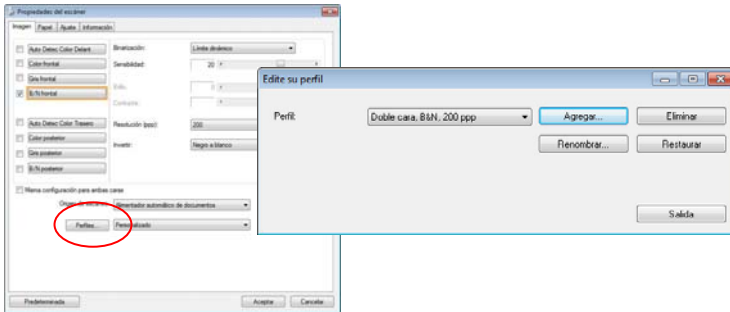 Propiedades del escáner
Imagen Papel Ajuste Información
Auto Detec Color Delant
Binarización:
Límite dinámico
Color frontal
Sensibilidad:
20
Gris frontal
B/N frontal
Brillo:
Contraste:
Auto Detec Color Trasero
Resolución (ppp):
200
Color posterior
Invertir:
Negro a blanco
Gris posterior
B/N posterior
Misma configuración para ambas caras
Origen de escaneo:
Alimentador automático de documentos
Perfiles...
Personalizado
Predeterminada
Aceptar
Cancelar
Edite su perfil
Perfil:
Doble cara, B&N, 200 ppp
Agregar...
Eliminar
Renombrar...
Restaurar
Salida